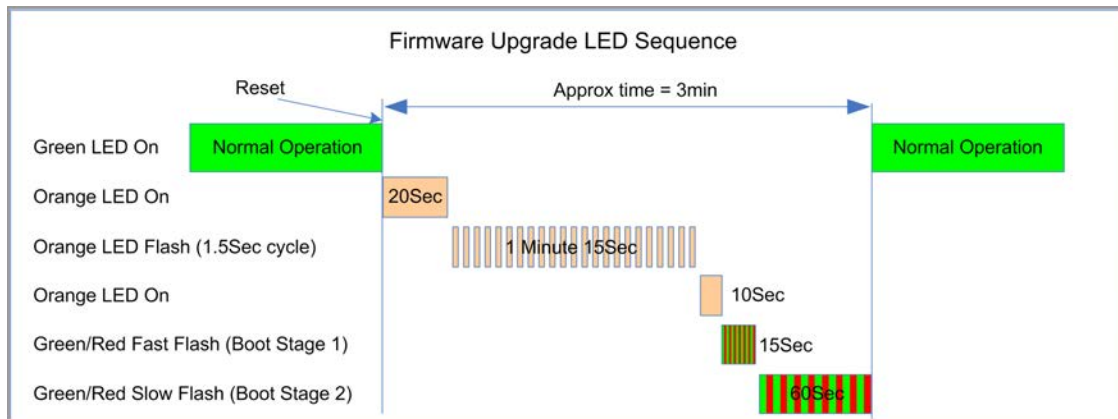 Firmware Upgrade LED Sequence
Reset
Approx time = 3min
Green LED On
Normal Operation
Normal Operation
Orange LED On
20Sec
Orange LED Flash (1.5Sec cycle)
1 Minute 15Sec
Orange LED On
10Sec
Green/Red Fast Flash (Boot Stage 1)
15Sec
Green/Red Slow Flash (Boot Stage 2)
60Sec